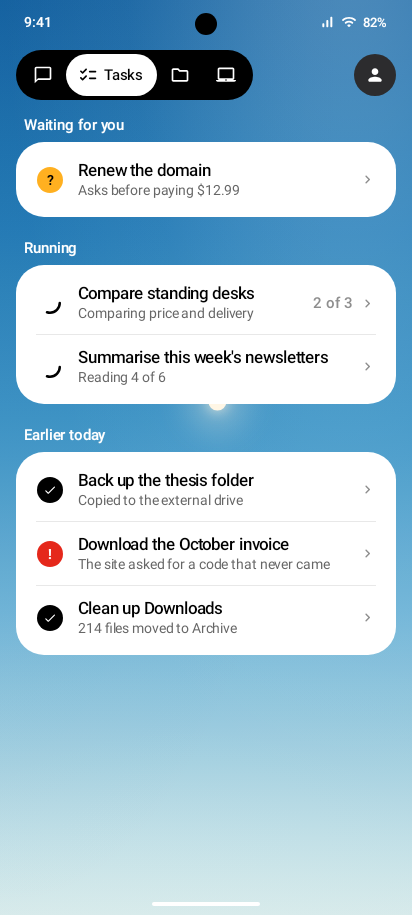 9:41
82%
Tasks
Waiting for you
?
Renew the domain
Asks before paying $12.99
Running
Compare standing desks
Comparing price and delivery
2 of 3
Summarise this week's newsletters
Reading 4 of 6
Earlier today
Back up the thesis folder
Copied to the external drive
!
Download the October invoice
The site asked for a code that never came
Clean up Downloads
214 files moved to Archive